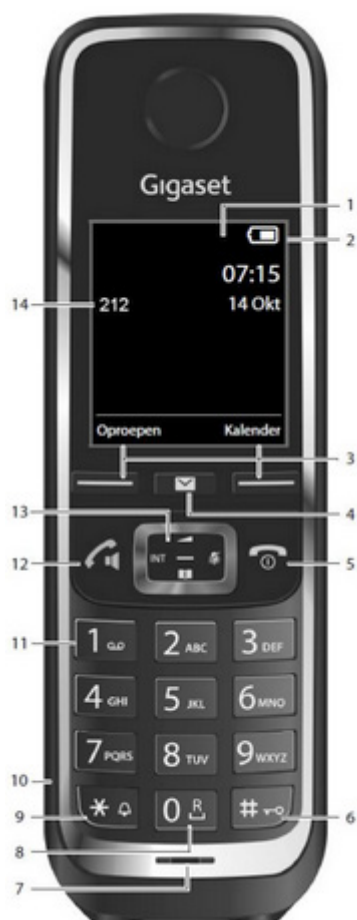 Gigaset
1
2
07:15
14
212
14 Okt
Oproepen
Kalender
3
4
13
INT
12
5
11
1
2 ABC
3 DEF
4 GHI
5 JKL
6 MNO
7 PQRS
8 TUV
9 WXYZ
10
* 0 R #
9
6
8
7